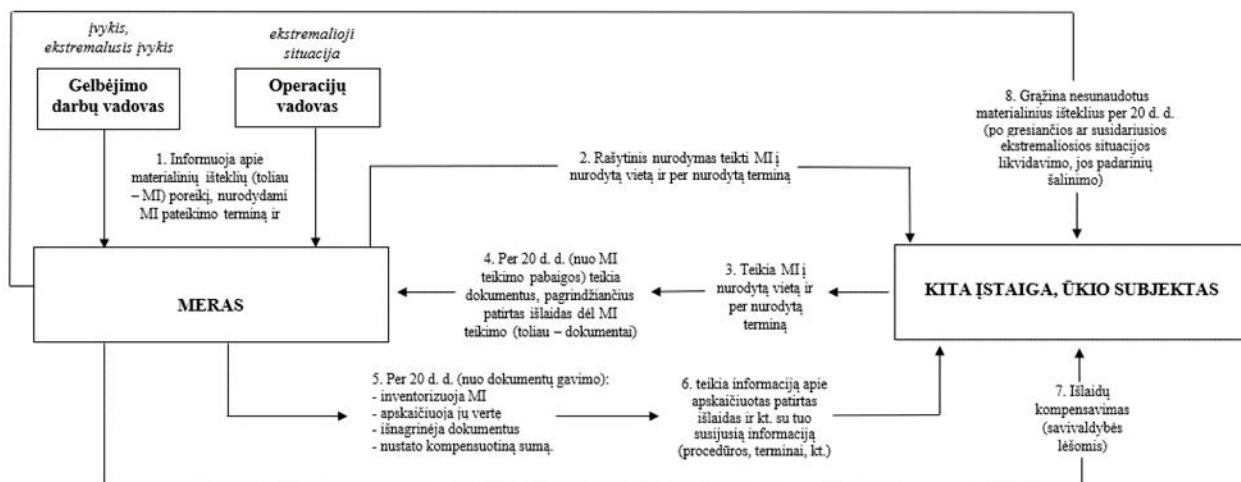 įvykis,
ekstremalusis įvykis
ekstremalioji
situacija
Gelbėjimo
darbų vadovas
Operacijų
vadovas
1. Informuoja apie
materialinių išteklių (toliau
– MI) poreikį, nurodydami
MI pateikimo terminą ir
2. Rašytinis nurodymas teikti MI į
nurodytą vietą ir per nurodytą terminą
8. Grąžina nesunaudotus
materialinius išteklius per 20 d. d.
(po gresiančios ar susidariusios
ekstremaliosios situacijos
likvidavimo, jos padarinių
šalinimo)
MERAS
4. Per 20 d. d. (nuo MI
teikimo pabaigos) teikia
dokumentus, pagrindžiančius
patirtas išlaidas dėl MI
teikimo (toliau – dokumentai)
3. Teikia MI į
nurodytą vietą ir
per nurodytą
terminą
KITA ĮSTAIGA, ŪKIO SUBJEKTAS
5. Per 20 d. d. (nuo dokumentų gavimo):
- inventorizuoja MI
- apskaičiuoja jų vertę
- išnagrinėja dokumentus
- nustato kompensuotiną sumą.
6. teikia informaciją apie
apskaičiuotas patirtas
išlaidas ir kt. su tuo
susijusią informaciją
(procedūros, terminai, kt.)
7. Išlaidų
kompensavimas
(savivaldybės
lėšomis)